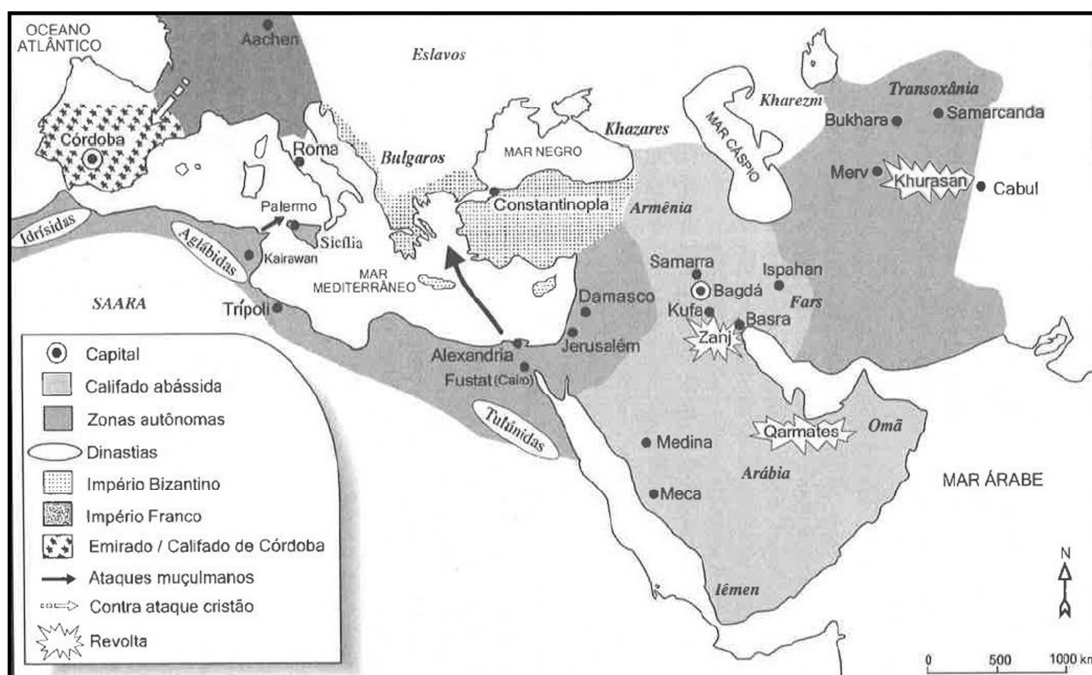 OCEANO
ATLÂNTICO
Aachen
Eslavos
Kharezm
Transoxânia
Bukhara
Samarcanda
MAR CÁSPIO
Khazares
MAR NEGRO
Bulgaros
Roma
Córdoba
Merv
Khurasan
Cabul
Constantinopla
Armênia
Palermo
Sicília
Idrísidas
Aglábidas
Kairawan
MAR
MEDITERRÂNEO
Samarra
Ispahan
Bagdá
Fars
Damasco
Kufa
Basra
SAARA
Trípoli
Zanj
Jerusalém
Alexandria
Fustat (Cairo)
Tulúnidas
Qarmates
Omã
Medina
Arábia
MAR ÁRABE
Meca
Iêmen
Capital
Califado abássida
Zonas autônomas
Dinastias
Império Bizantino
Império Franco
Emirado / Califado de Córdoba
Ataques muçulmanos
Contra ataque cristão
Revolta
N
0 500 1000 km